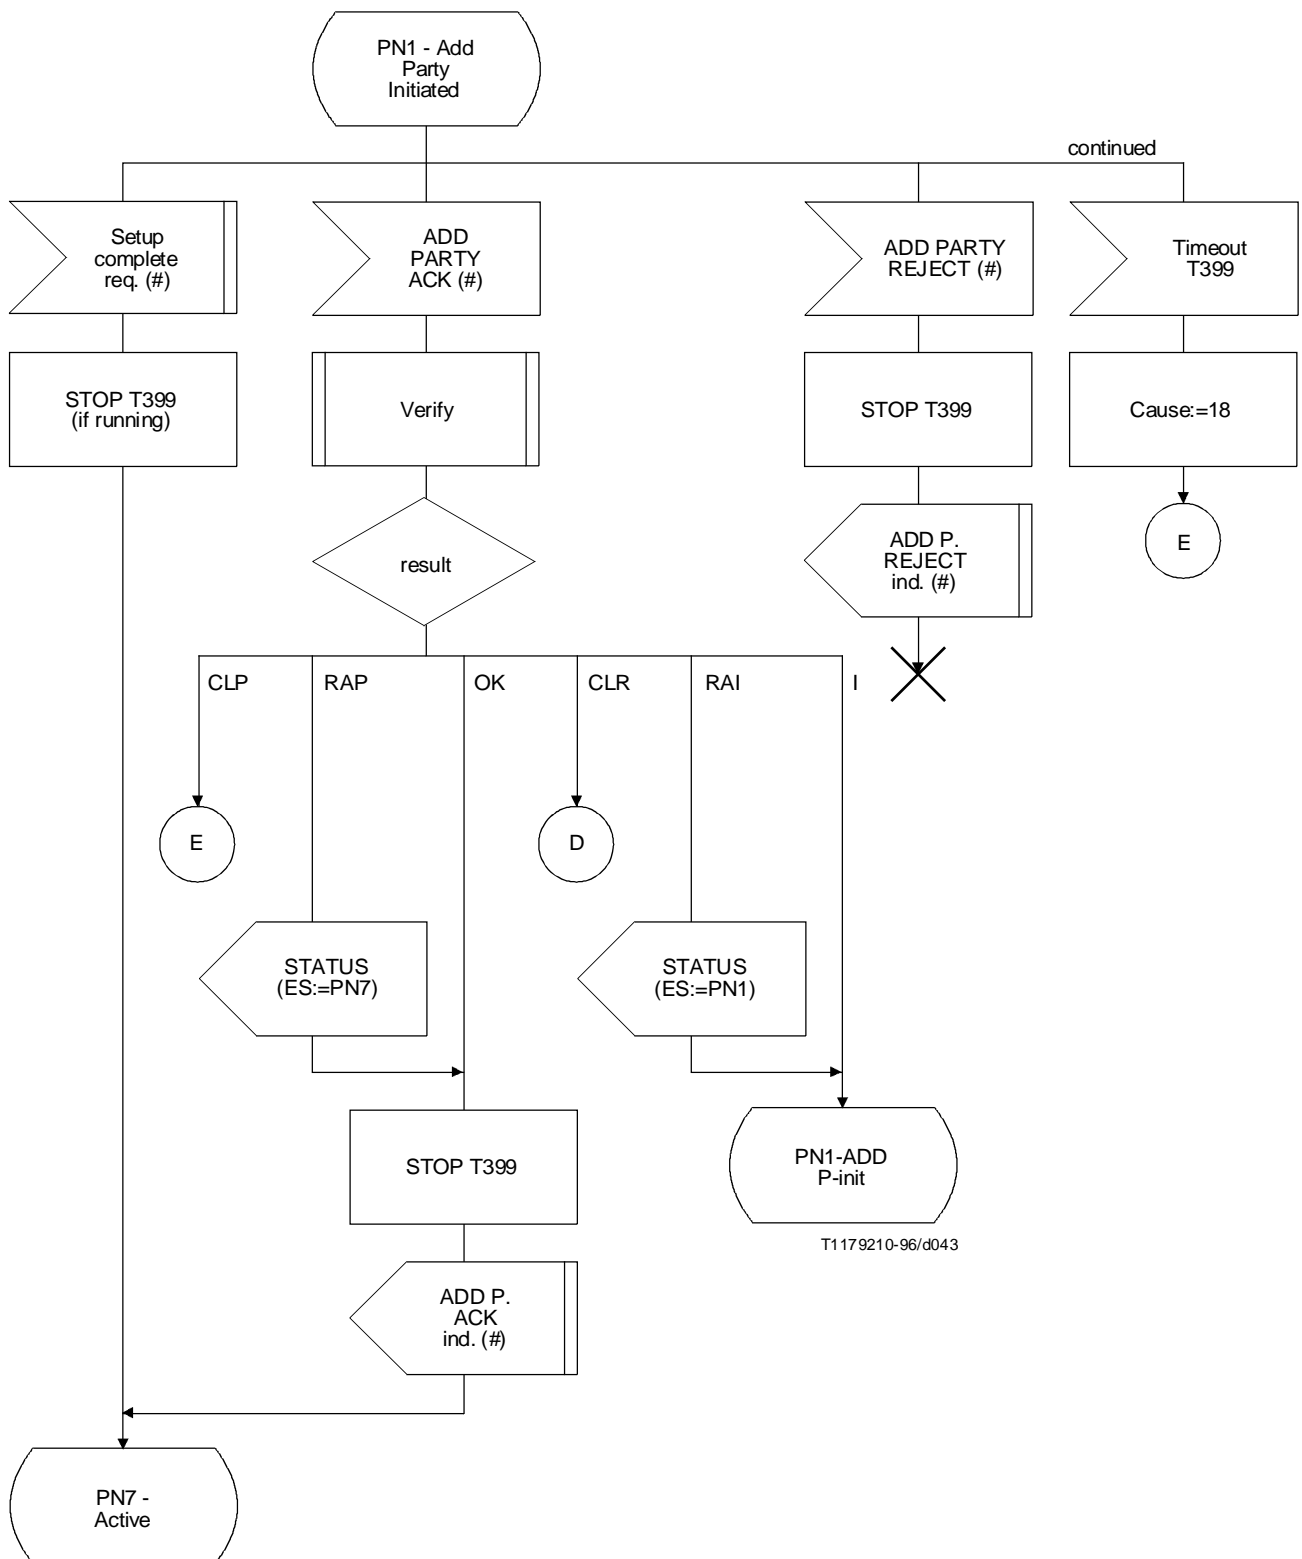 PN1 - Add
Party
Initiated
continued
Setup
complete
req. (#)
ADD
PARTY
ACK (#)
ADD PARTY
REJECT (#)
Timeout
T399
STOP T399
(if running)
Verify
STOP T399
Cause:=18
result
ADD P.
REJECT
ind. (#)
E
CLP
RAP
OK
CLR
RAI
I
E
D
STATUS
(ES:=PN7)
STATUS
(ES:=PN1)
STOP T399
PN1-ADD
P-init
T1179210-96/d043
ADD P.
ACK
ind. (#)
PN7 -
Active